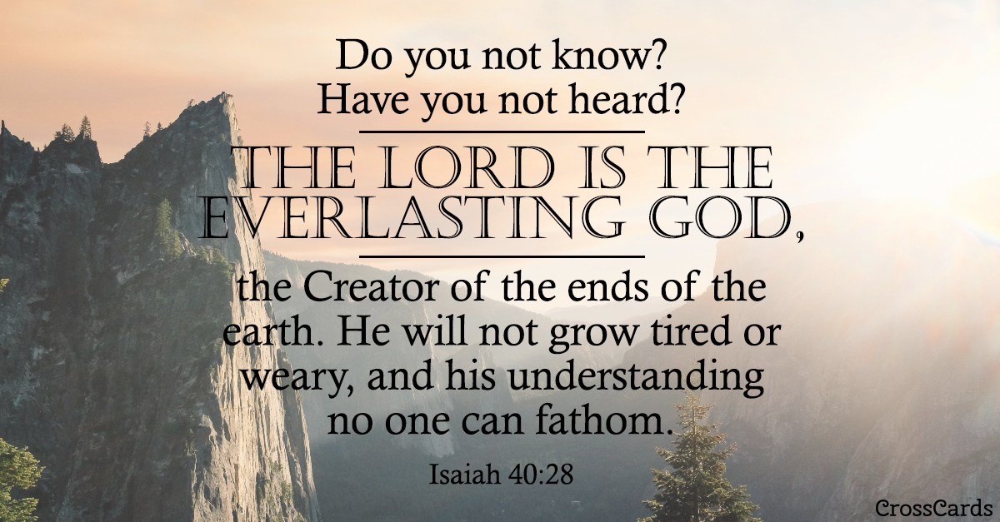 Do you not know?
Have you not heard?
THE LORD IS THE
EVERLASTING GOD,
the Creator of the ends of the
earth. He will not grow tired or
weary, and his understanding
no one can fathom.
Isaiah 40:28
CrossCards